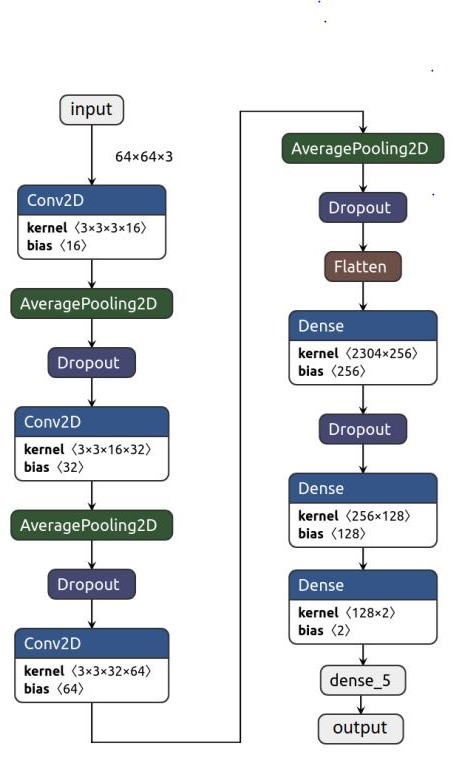 input
64×64×3
Conv2D
kernel ⟨3×3×3×16⟩
bias ⟨16⟩
AveragePooling2D
Dropout
Conv2D
kernel ⟨3×3×16×32⟩
bias ⟨32⟩
AveragePooling2D
Dropout
Conv2D
kernel ⟨3×3×32×64⟩
bias ⟨64⟩
AveragePooling2D
Dropout
Flatten
Dense
kernel ⟨2304×256⟩
bias ⟨256⟩
Dropout
Dense
kernel ⟨256×128⟩
bias ⟨128⟩
Dense
kernel ⟨128×2⟩
bias ⟨2⟩
dense_5
output